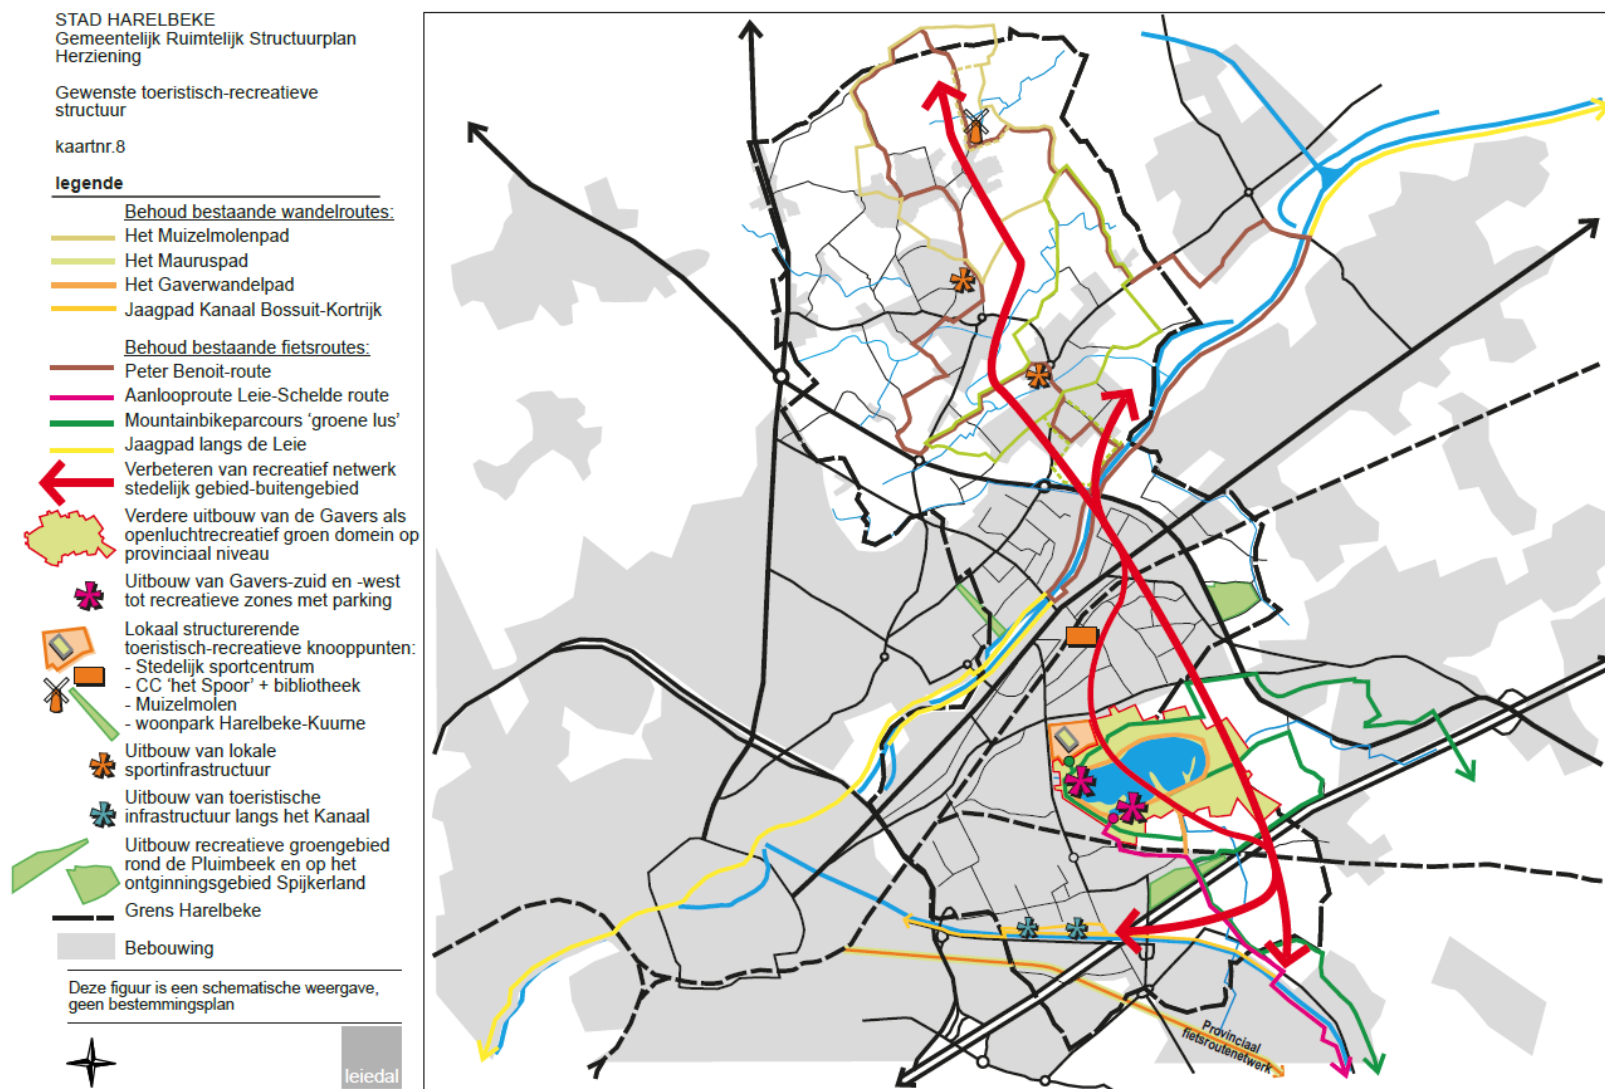 STAD HARELBEKE
Gemeentelijk Ruimtelijk Structuurplan
Herziening
Gewenste toeristisch-recreatieve
structuur
kaartnr.8
legende
Behoud bestaande wandelroutes:
Het Muizelmolenpad
Het Mauruspad
Het Gaverwandelpad
Jaagpad Kanaal Bossuit-Kortrijk
Behoud bestaande fietsroutes:
Peter Benoit-route
Aanlooproute Leie-Schelde route
Mountainbikeparcours ‘groene lus’
Jaagpad langs de Leie
Verbeteren van recreatief netwerk
stedelijk gebied-buitengebied
Verdere uitbouw van de Gavers als
openluchtrecreatief groen domein op
provinciaal niveau
Uitbouw van Gavers-zuid en -west
tot recreatieve zones met parking
Lokaal structurerende
toeristisch-recreatieve knooppunten:
- Stedelijk sportcentrum
- CC ‘het Spoor’ + bibliotheek
- Muizelmolen
- woonpark Harelbeke-Kuurne
Uitbouw van lokale
sportinfrastructuur
Uitbouw van toeristische
infrastructuur langs het Kanaal
Uitbouw recreatieve groengebied
rond de Pluimbeek en op het
ontginningsgebied Spijkerland
Grens Harelbeke
Bebouwing
Deze figuur is een schematische weergave,
geen bestemmingsplan
leiedal
Provinciaal
fietsroutenetwerk